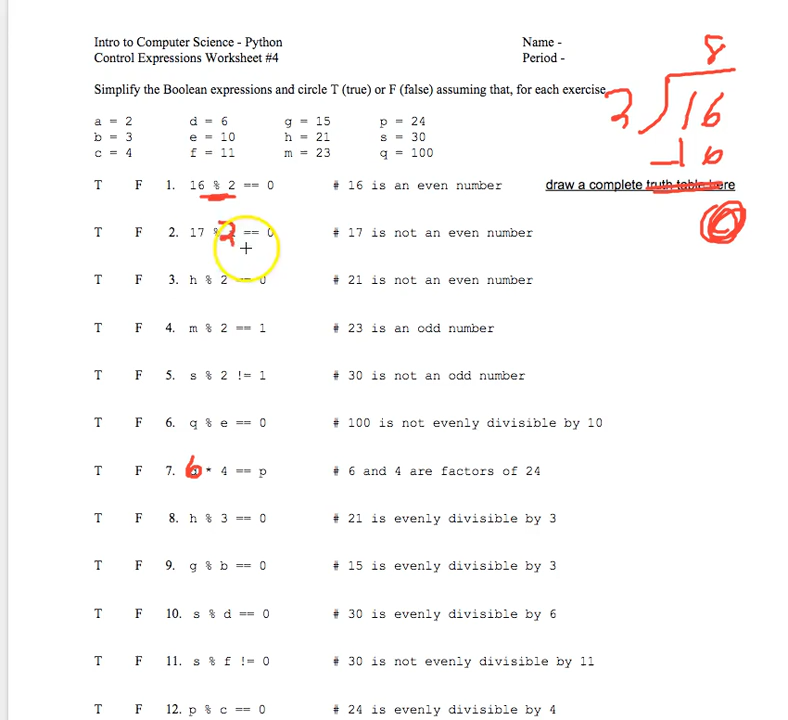 Intro to Computer Science - Python Name -
Control Expressions Worksheet #4 Period -
Simplify the Boolean expressions and circle T (true) or F (false) assuming that, for each exercise
a = 2 d = 6 g = 15 p = 24
b = 3 e = 10 h = 21 s = 30
c = 4 f = 11 m = 23 q = 100
8
2 16
-16
0
T F 1. 16 % 2 == 0 # 16 is an even number draw a complete truth table here
T F 2. 17 % 2 == 0 # 17 is not an even number
T F 3. h % 2 == 0 # 21 is not an even number
T F 4. m % 2 == 1 # 23 is an odd number
T F 5. s % 2 != 1 # 30 is not an odd number
T F 6. q % e == 0 # 100 is not evenly divisible by 10
T F 7. 6 * 4 == p # 6 and 4 are factors of 24
T F 8. h % 3 == 0 # 21 is evenly divisible by 3
T F 9. g % b == 0 # 15 is evenly divisible by 3
T F 10. s % d == 0 # 30 is evenly divisible by 6
T F 11. s % f != 0 # 30 is not evenly divisible by 11
T F 12. p % c == 0 # 24 is evenly divisible by 4